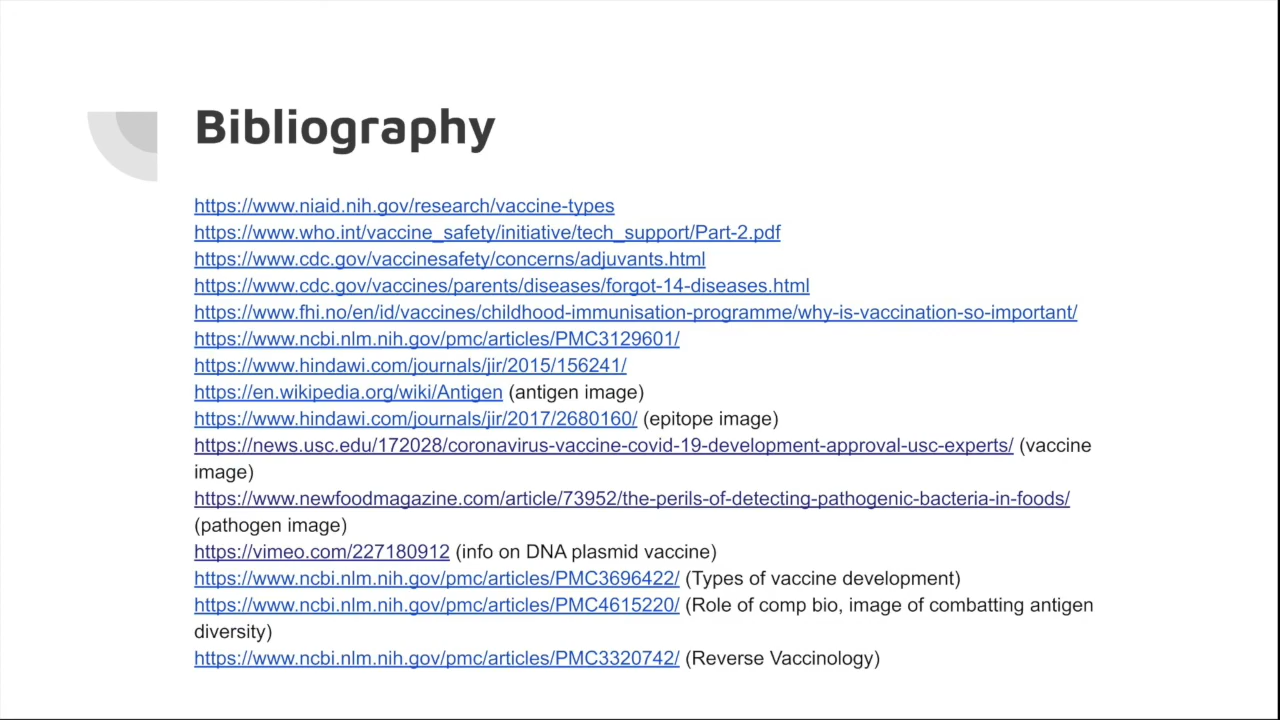 Bibliography
https://www.niaid.nih.gov/research/vaccine-types
https://www.who.int/vaccine_safety/initiative/tech_support/Part-2.pdf
https://www.cdc.gov/vaccinesafety/concerns/adjuvants.html
https://www.cdc.gov/vaccines/parents/diseases/forgot-14-diseases.html
https://www.fhi.no/en/id/vaccines/childhood-immunisation-programme/why-is-vaccination-so-important/
https://www.ncbi.nlm.nih.gov/pmc/articles/PMC3129601/
https://www.hindawi.com/journals/jir/2015/156241/
https://en.wikipedia.org/wiki/Antigen (antigen image)
https://www.hindawi.com/journals/jir/2017/2680160/ (epitope image)
https://news.usc.edu/172028/coronavirus-vaccine-covid-19-development-approval-usc-experts/ (vaccine
image)
https://www.newfoodmagazine.com/article/73952/the-perils-of-detecting-pathogenic-bacteria-in-foods/
(pathogen image)
https://vimeo.com/227180912 (info on DNA plasmid vaccine)
https://www.ncbi.nlm.nih.gov/pmc/articles/PMC3696422/ (Types of vaccine development)
https://www.ncbi.nlm.nih.gov/pmc/articles/PMC4615220/ (Role of comp bio, image of combatting antigen
diversity)
https://www.ncbi.nlm.nih.gov/pmc/articles/PMC3320742/ (Reverse Vaccinology)